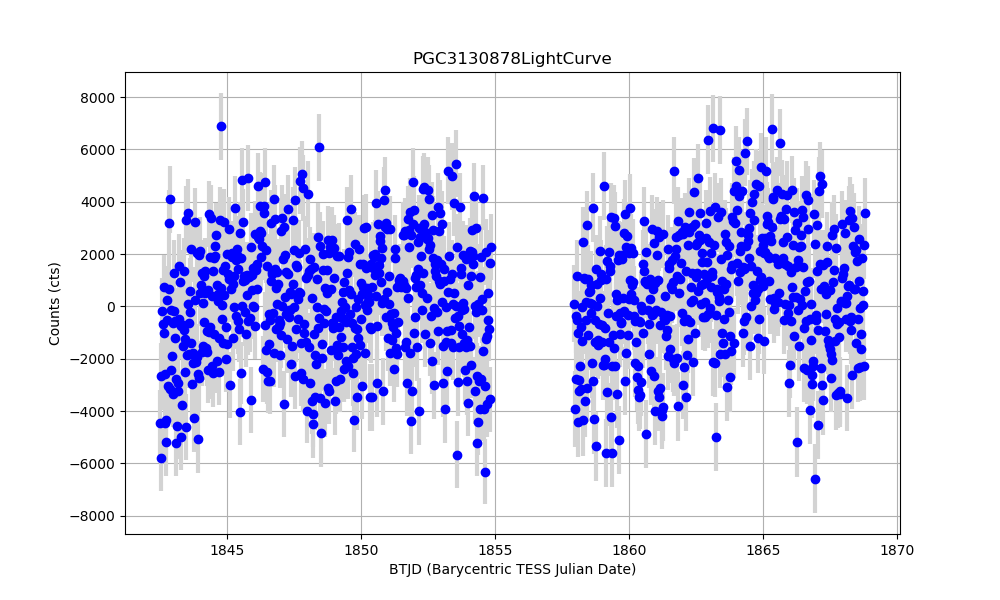 PGC3130878LightCurve
8000
6000
4000
2000
0
−2000
−4000
−6000
−8000
Counts (cts)
1845 1850 1855 1860 1865 1870
BTJD (Barycentric TESS Julian Date)